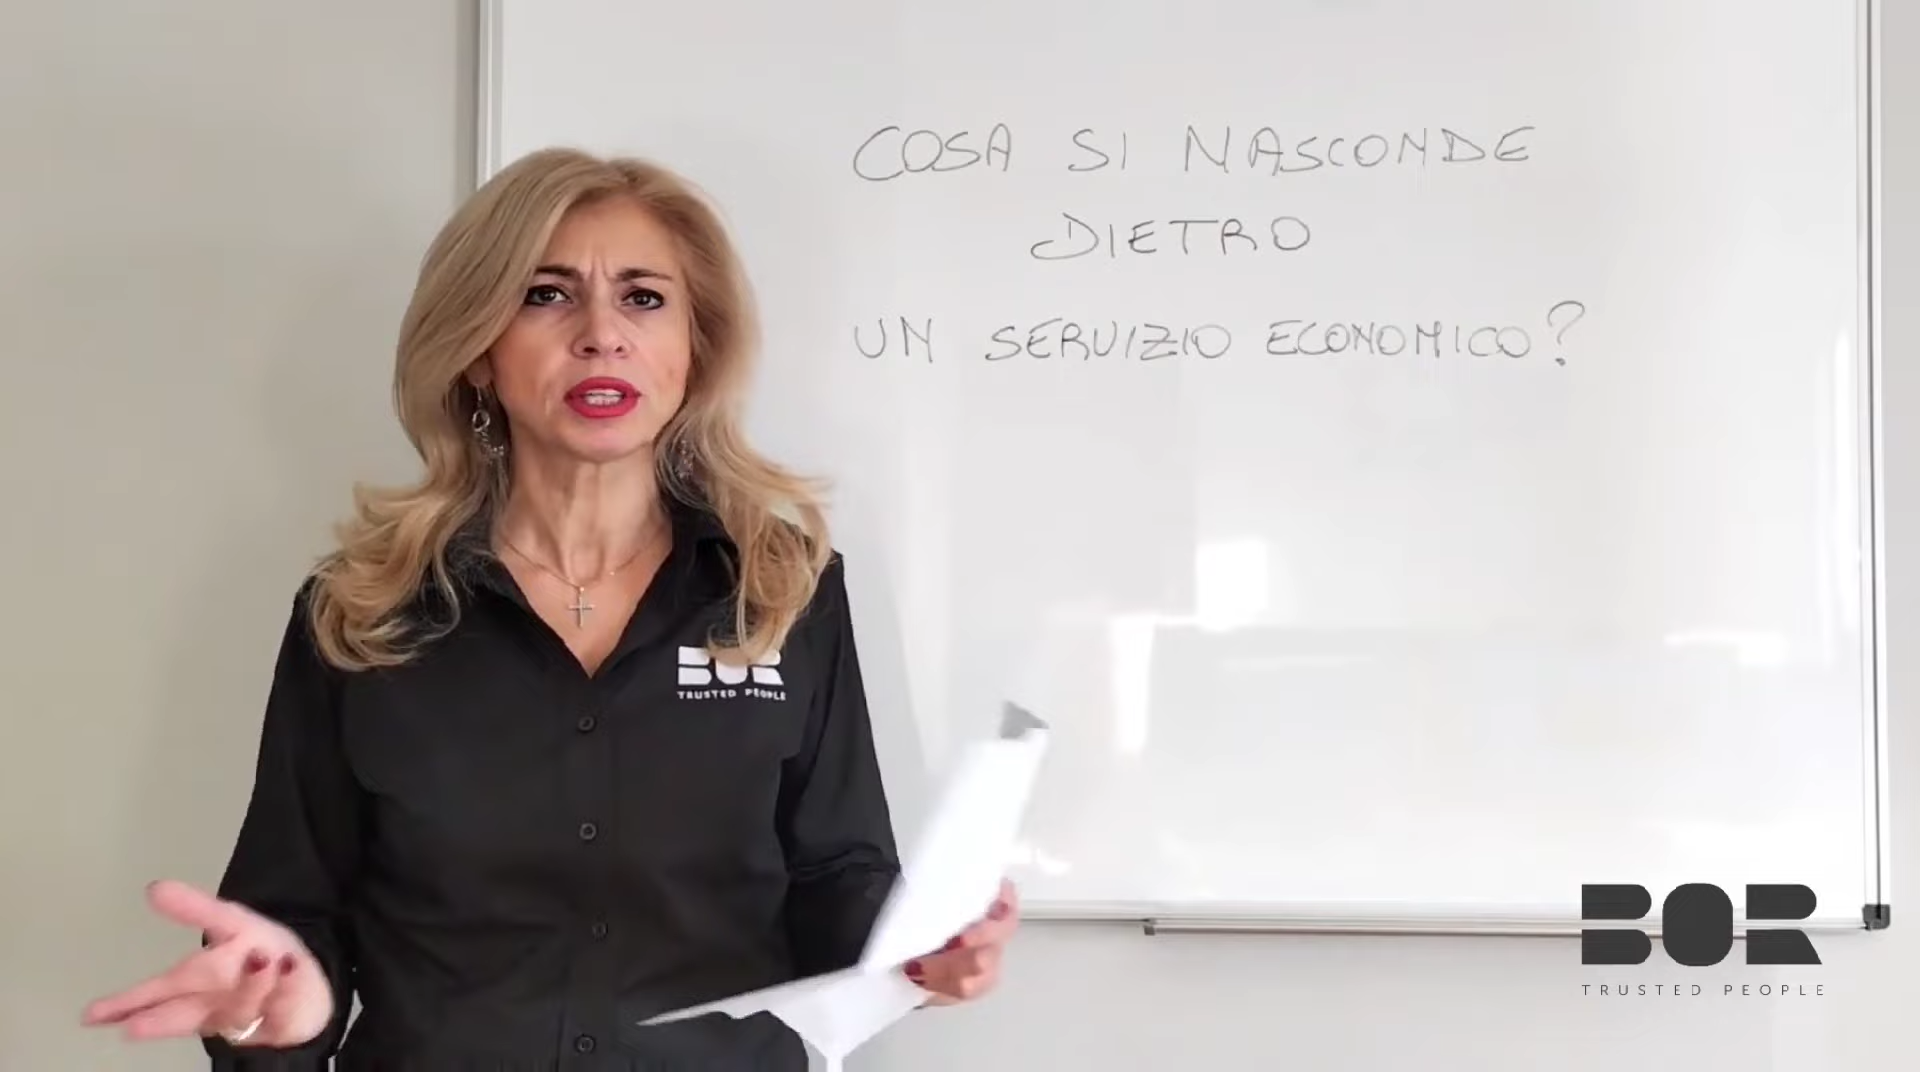 COSA SI NASCONDE
DIETRO
UN SERVIZIO ECONOMICO?
BOR
TRUSTED PEOPLE
BOR
TRUSTED PEOPLE